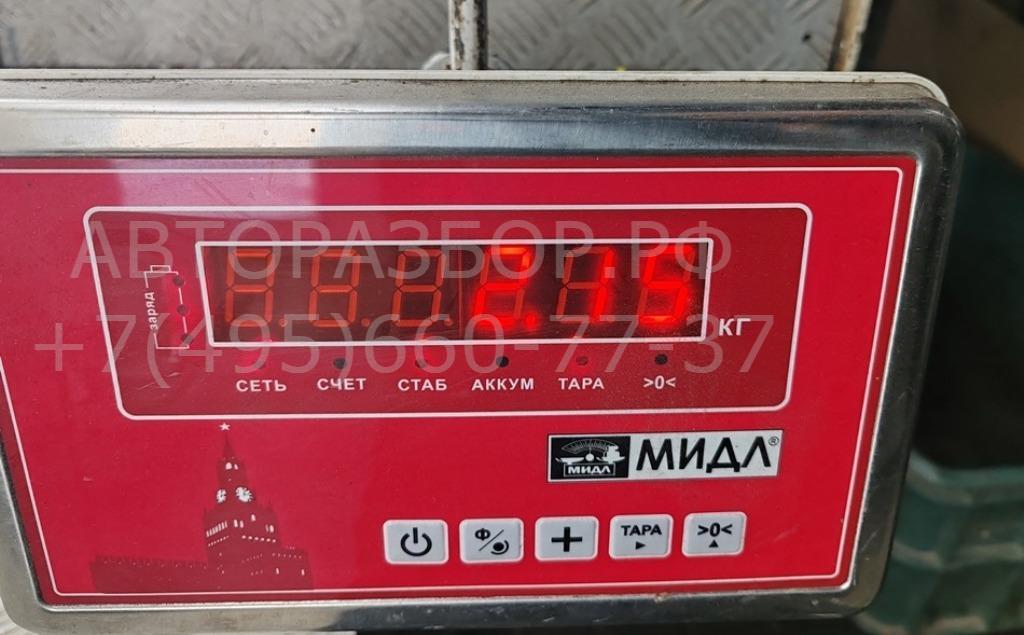 АВТОРАЗБОР.РФ
2.15
заряд
+7(495)660-77-37
КГ
СЕТЬ СЧЕТ СТАБ АККУМ ТАРА >0<
МИДЛ МИДЛ®
Ф ТАРА >0<